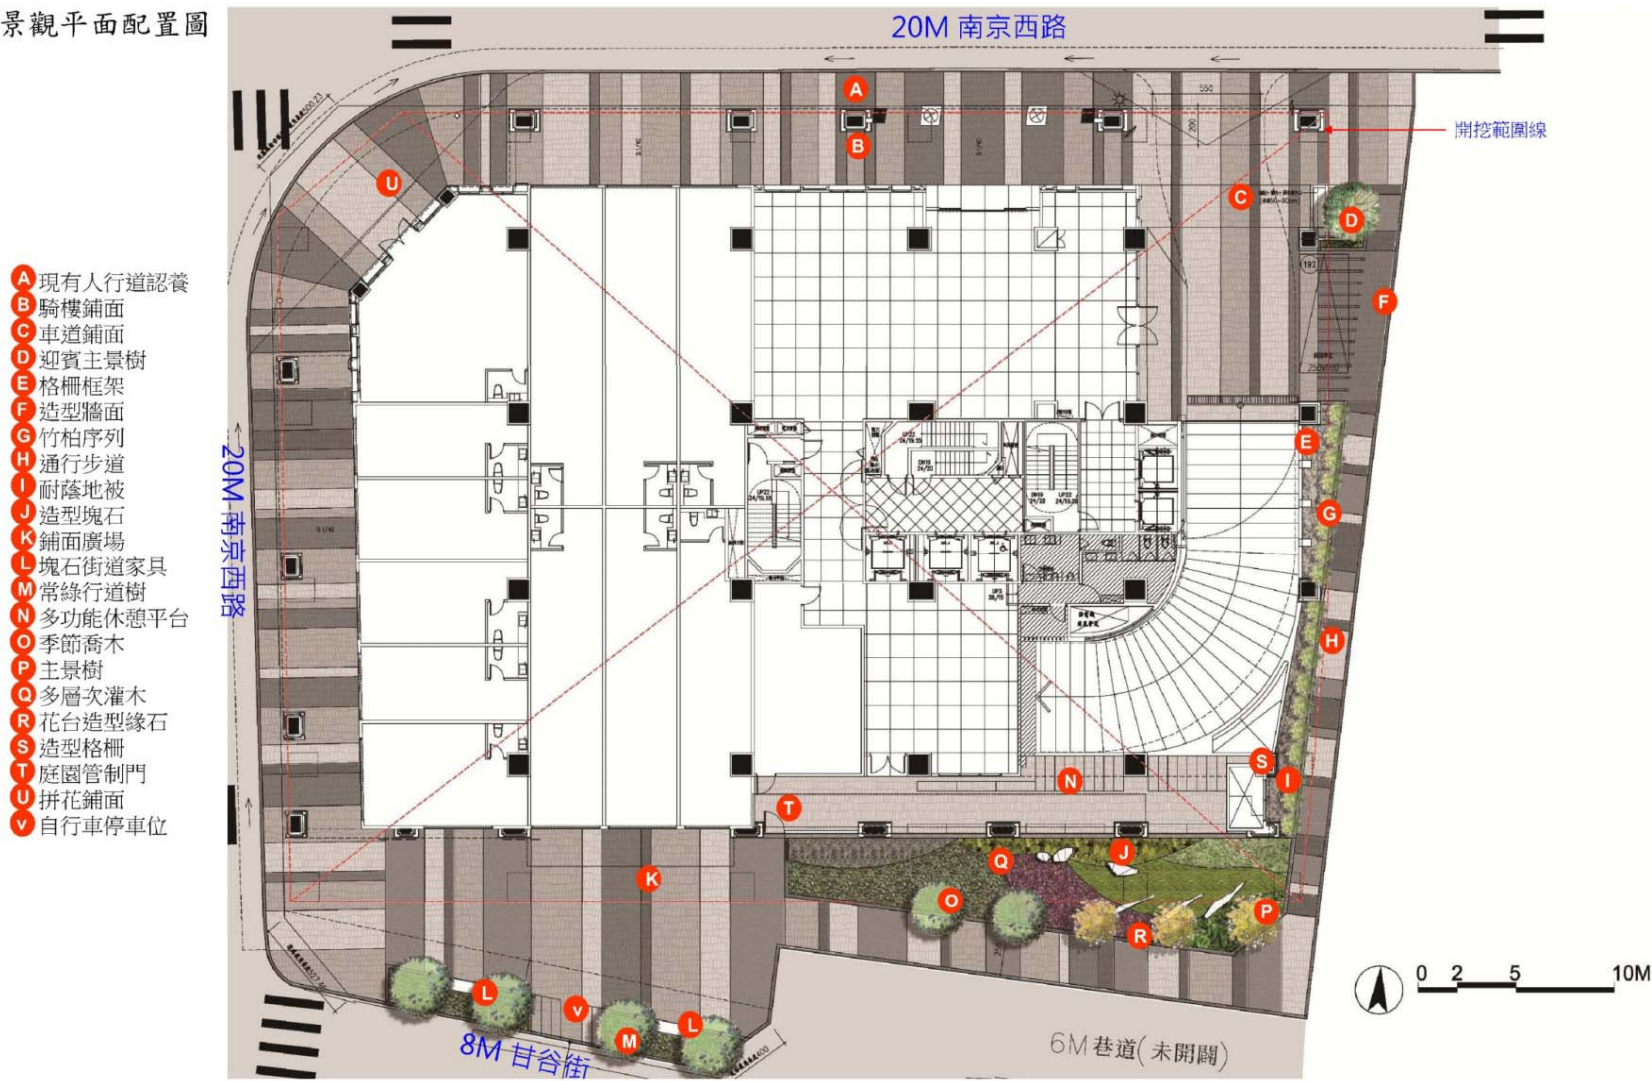 景觀平面配置圖
20M 南京西路
開挖範圍線
20M 南京西路
A 現有人行道認養
B 騎樓鋪面
C 車道鋪面
D 迎賓主景樹
E 格柵框架
F 造型牆面
G 竹柏序列
H 通行步道
I 耐蔭地被
J 造型塊石
K 鋪面廣場
L 塊石街道家具
M 常綠行道樹
N 多功能休憩平台
O 季節喬木
P 主景樹
Q 多層次灌木
R 花台造型緣石
S 造型格柵
T 庭園管制門
U 拼花鋪面
v 自行車停車位
A
B
U
C
D
F
E
G
H
S
I
N
T
J
Q
K
O
P
R
L
v
L
M
550
200
192
8M 甘谷街
6M巷道(未開闢)
0 2 5 10M